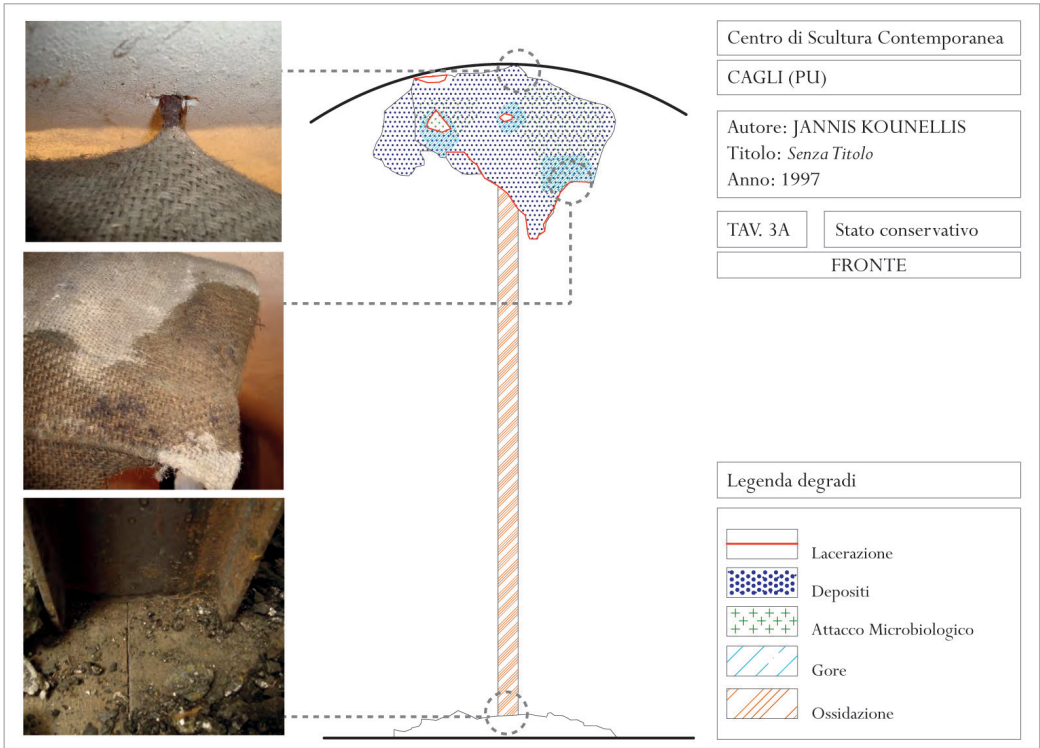 Centro di Scultura Contemporanea
CAGLI (PU)
Autore: JANNIS KOUNELLIS
Titolo: Senza Titolo
Anno: 1997
TAV. 3A
Stato conservativo
FRONTE
Legenda degradi
Lacerazione
Depositi
Attacco Microbiologico
Gore
Ossidazione